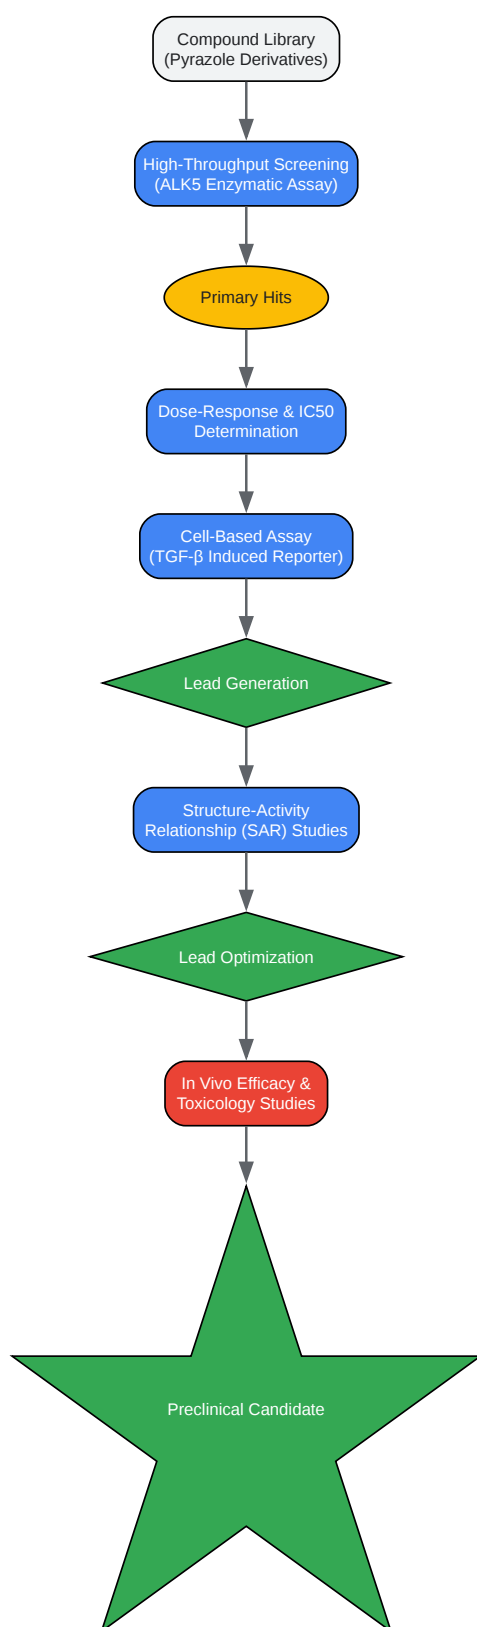 Compound Library
(Pyrazole Derivatives)
High-Throughput Screening
(ALK5 Enzymatic Assay)
Primary Hits
Dose-Response & IC50
Determination
Cell-Based Assay
(TGF-β Induced Reporter)
Lead Generation
Structure-Activity
Relationship (SAR) Studies
Lead Optimization
In Vivo Efficacy &
Toxicology Studies
Preclinical Candidate